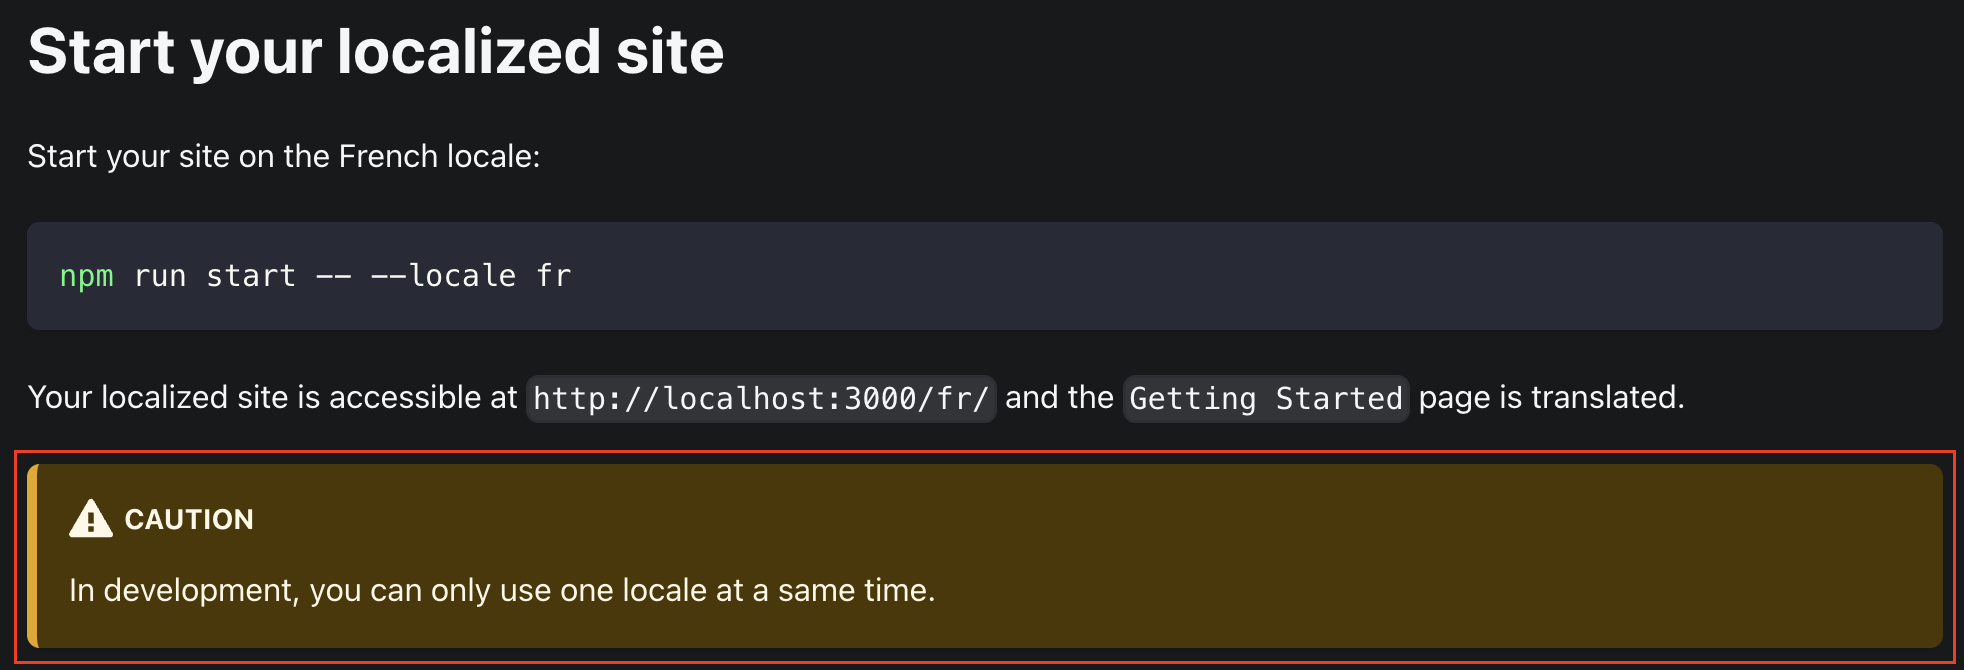 Start your localized site
Start your site on the French locale:
npm run start -- --locale fr
Your localized site is accessible at http://localhost:3000/fr/ and the Getting Started page is translated.
CAUTION
In development, you can only use one locale at a same time.